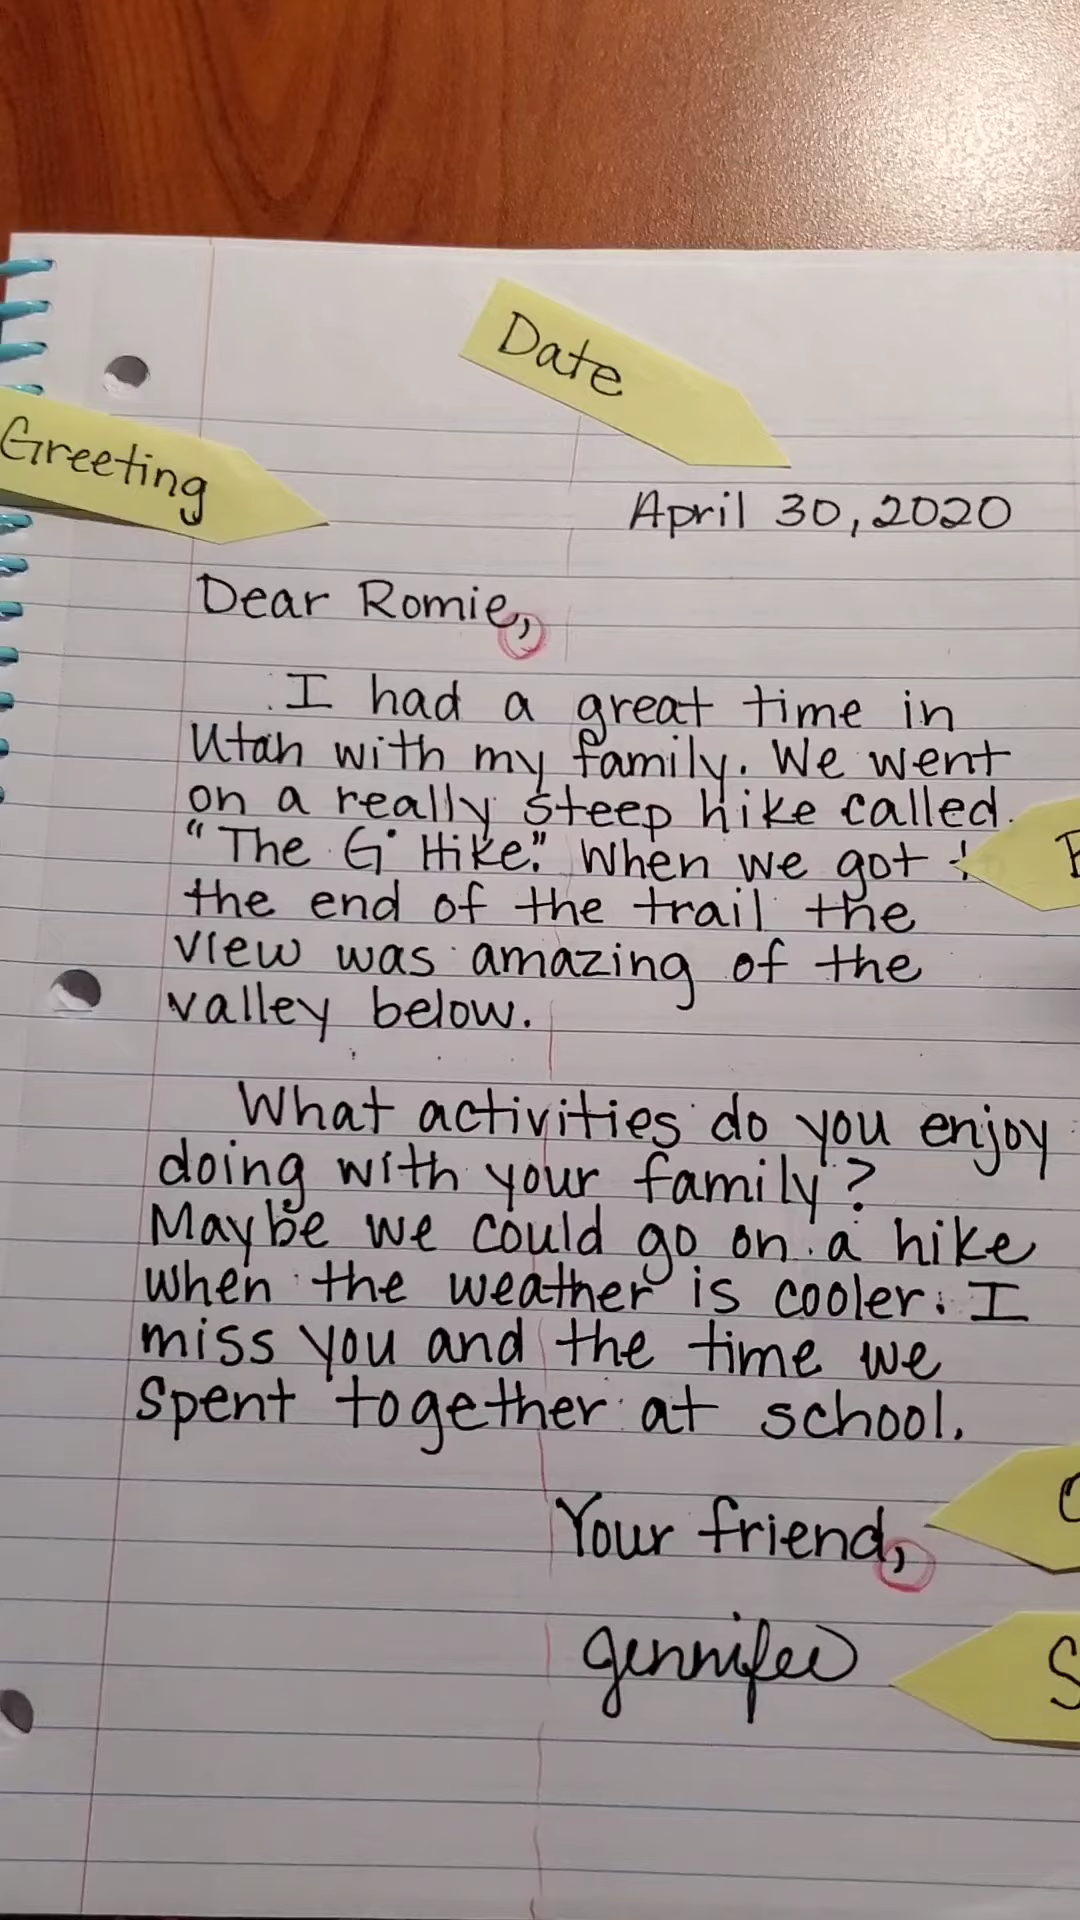 Date
Greeting
April 30, 2020
Dear Romie,
I had a great time in
Utah with my family. We went
on a really steep hike called
"The G Hike." When we got
the end of the trail the
view was amazing of the
valley below.
What activities do you enjoy
doing with your family?
Maybe we could go on a hike
when the weather is cooler. I
miss you and the time we
spent together at school.
Your friend,
Jennifer
S